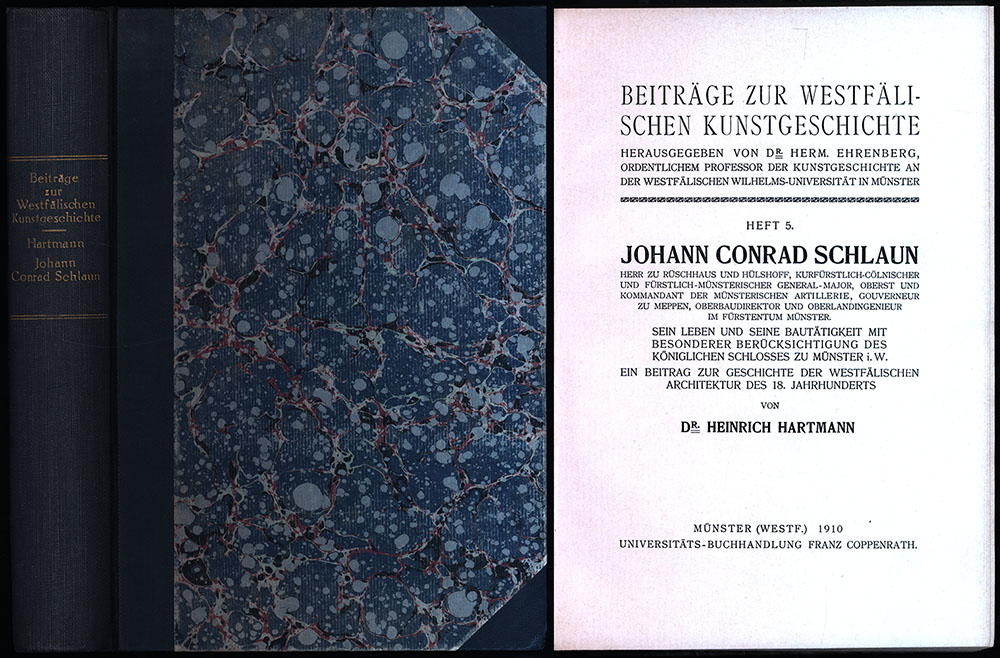 Beiträge
zur
Westfälischen
Kunstgeschichte
Hartmann
Johann
Conrad Schlaun
BEITRÄGE ZUR WESTFÄLI-
SCHEN KUNSTGESCHICHTE
HERAUSGEGEBEN VON DR. HERM. EHRENBERG,
ORDENTLICHEM PROFESSOR DER KUNSTGESCHICHTE AN
DER WESTFÄLISCHEN WILHELMS-UNIVERSITÄT IN MÜNSTER
HEFT 5.
JOHANN CONRAD SCHLAUN
HERR ZU RÜSCHHAUS UND HÜLSHOFF, KURFÜRSTLICH-CÖLNISCHER
UND FÜRSTLICH-MÜNSTERISCHER GENERAL-MAJOR, OBERST UND
KOMMANDANT DER MÜNSTERISCHEN ARTILLERIE, GOUVERNEUR
ZU MEPPEN, OBERBAUDIREKTOR UND OBERLANDINGENIEUR
IM FÜRSTENTUM MÜNSTER.
SEIN LEBEN UND SEINE BAUTÄTIGKEIT MIT
BESONDERER BERÜCKSICHTIGUNG DES
KÖNIGLICHEN SCHLOSSES ZU MÜNSTER i. W.
EIN BEITRAG ZUR GESCHICHTE DER WESTFÄLISCHEN
ARCHITEKTUR DES 18. JAHRHUNDERTS
VON
DR. HEINRICH HARTMANN
MÜNSTER (WESTF.) 1910
UNIVERSITÄTS-BUCHHANDLUNG FRANZ COPPENRATH.